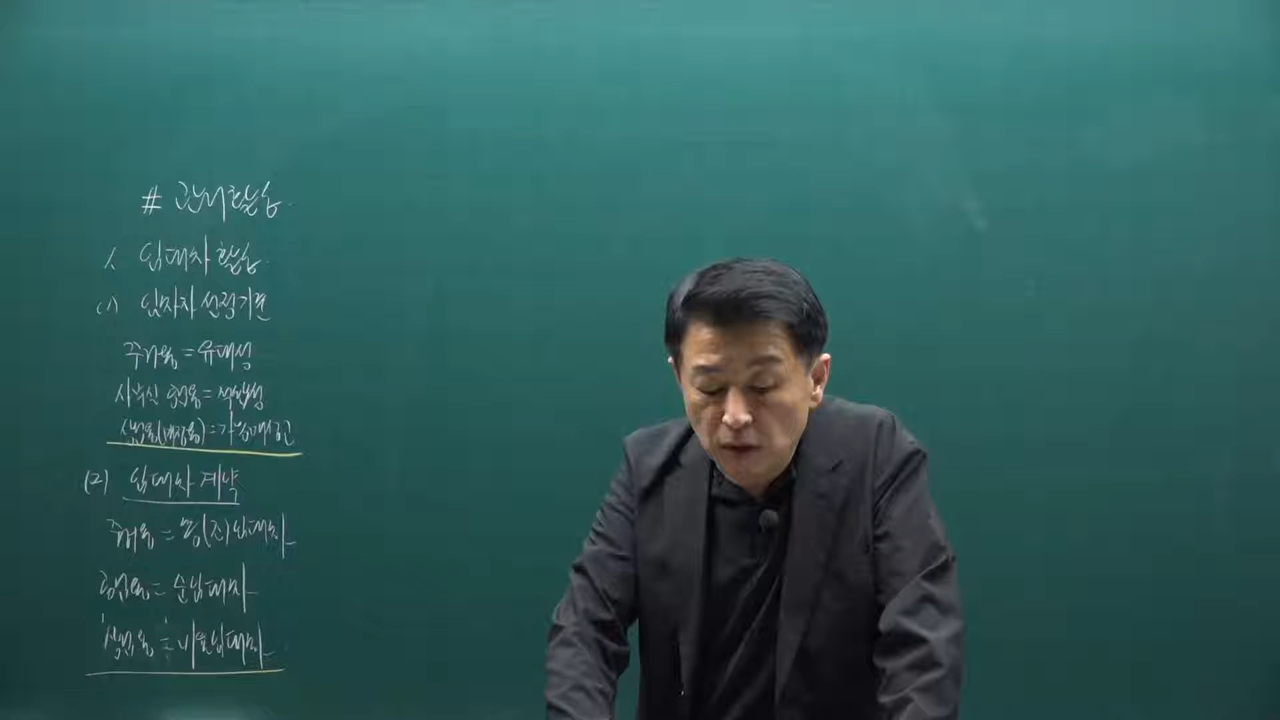 # 관리활동
1. 임대차 활동
(1) 임차자 선정기준
주거용 = 유대성
사무실 공업용 = 적합성
상업용(매장용) = 가능매상고
(2) 임대차 계약
주거용 = 총(조)임대차
공업용 = 순임대차
상업용 = 비율임대차